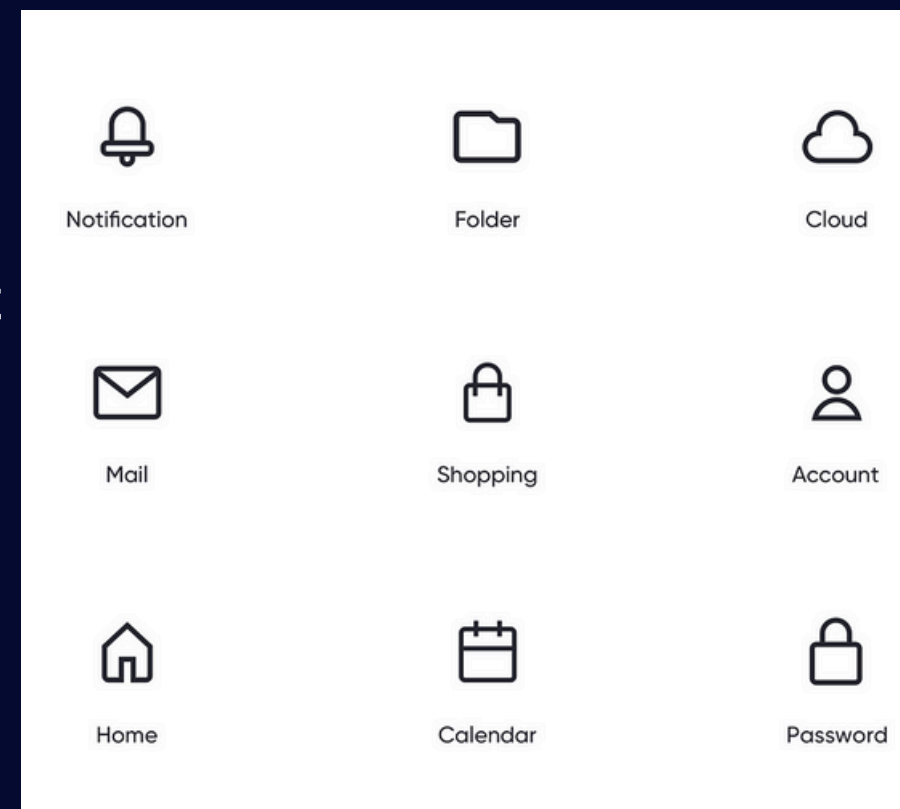 Notification
Folder
Cloud
Mail
Shopping
Account
Home
Calendar
Password